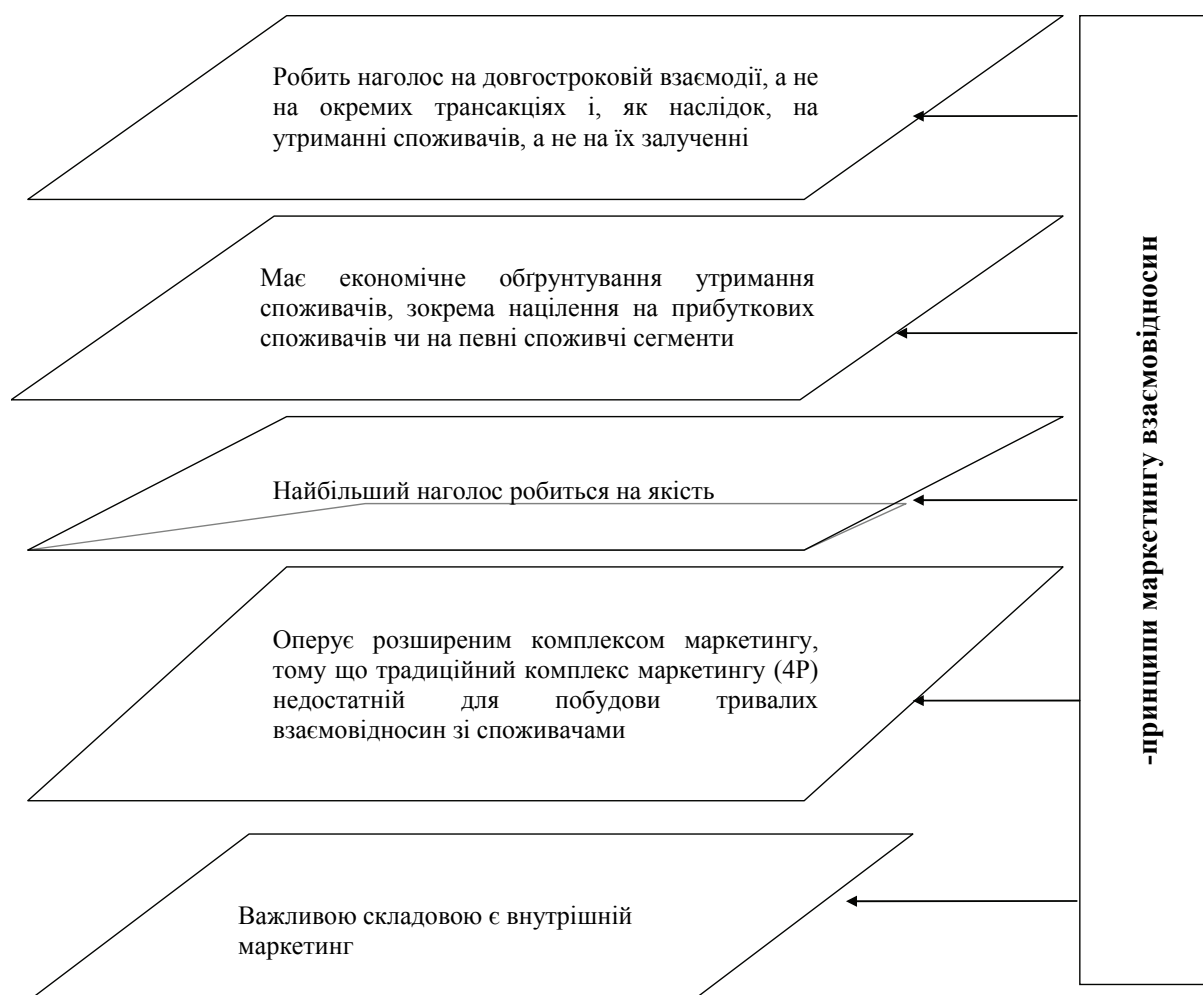 Робить наголос на довгостроковій взаємодії, а не
на окремих трансакціях і, як наслідок, на
утриманні споживачів, а не на їх залученні
Має економічне обґрунтування утримання
споживачів, зокрема націлення на прибуткових
споживачів чи на певні споживчі сегменти
Найбільший наголос робиться на якість
Оперує розширеним комплексом маркетингу,
тому що традиційний комплекс маркетингу (4Р)
недостатній для побудови тривалих
взаємовідносин зі споживачами
Важливою складовою є внутрішній
маркетинг
-принципи маркетингу взаємовідносин